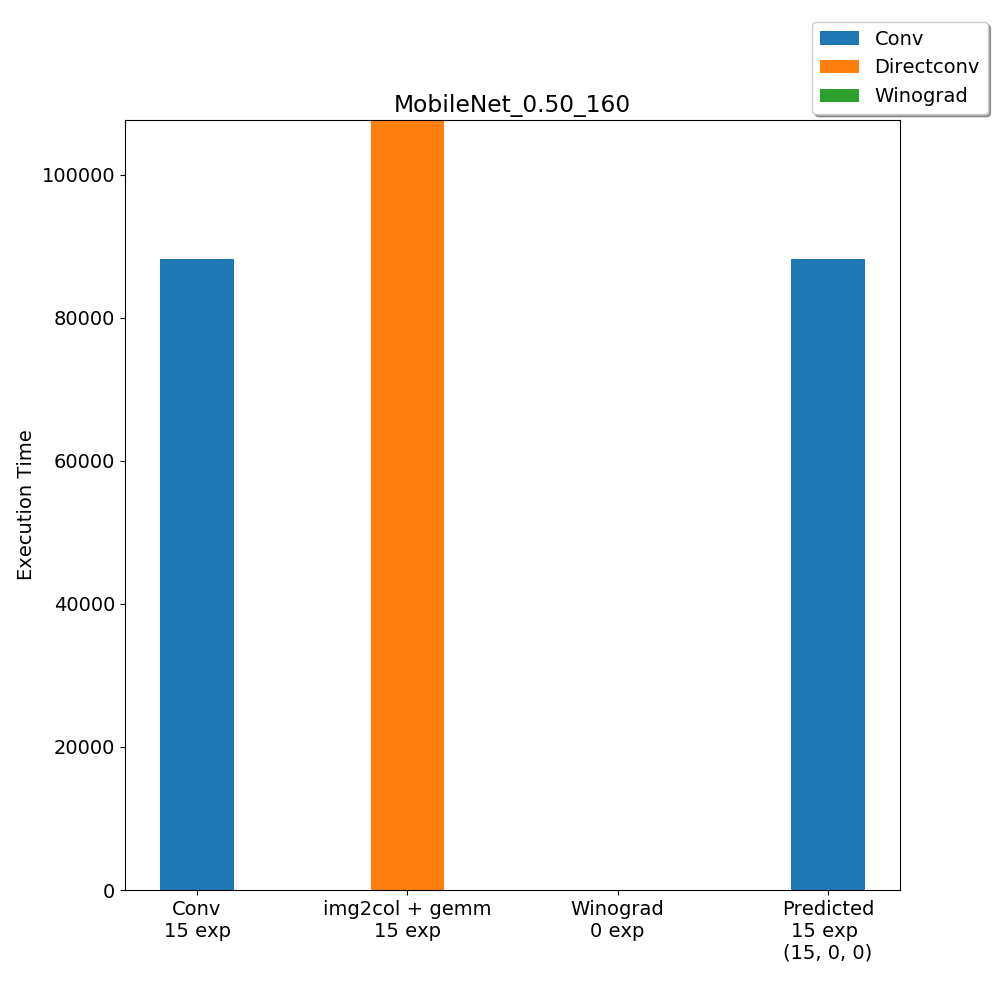 Conv
Directconv
Winograd
MobileNet_0.50_160
100000
80000
60000
40000
20000
0
Execution Time
Conv
15 exp
img2col + gemm
15 exp
Winograd
0 exp
Predicted
15 exp
(15, 0, 0)